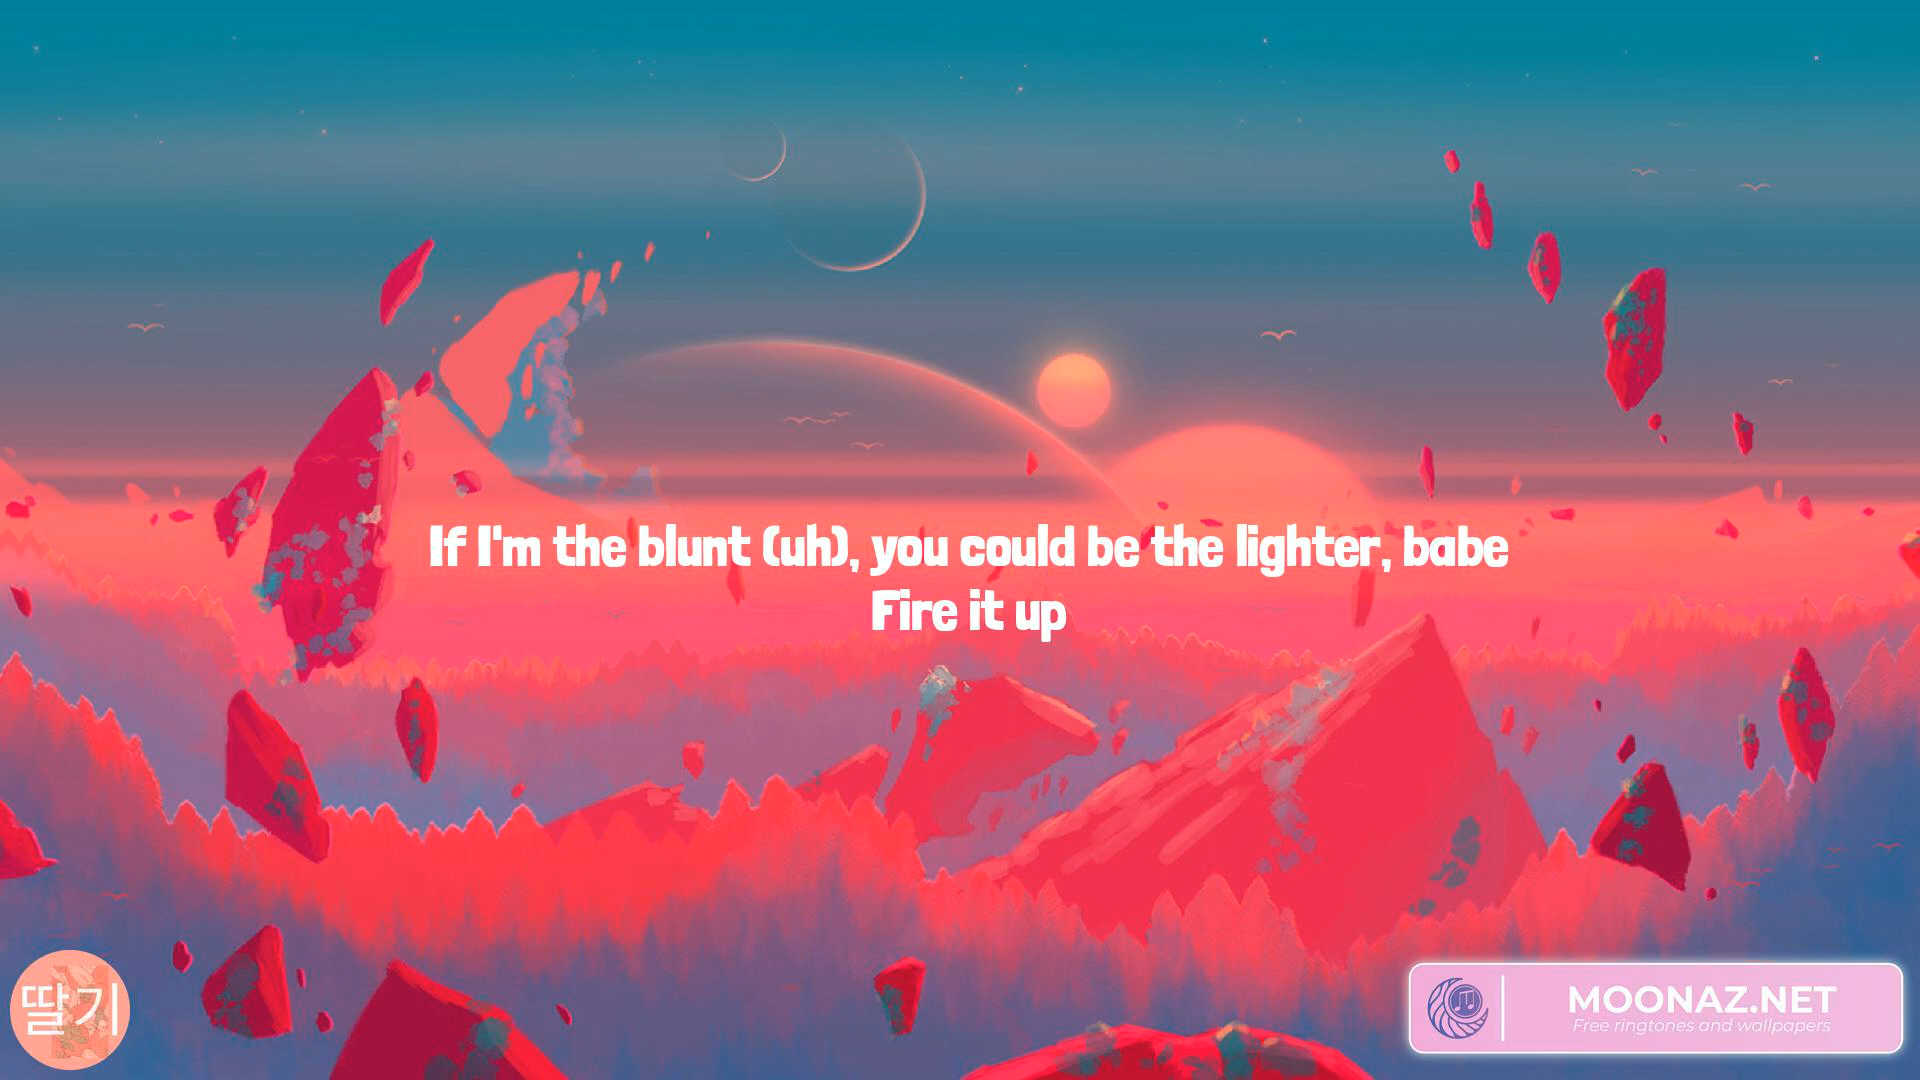 If I'm the blunt (uh), you could be the lighter, babe
Fire it up
딸기
MOONAZ.NET
Free ringtones and wallpapers